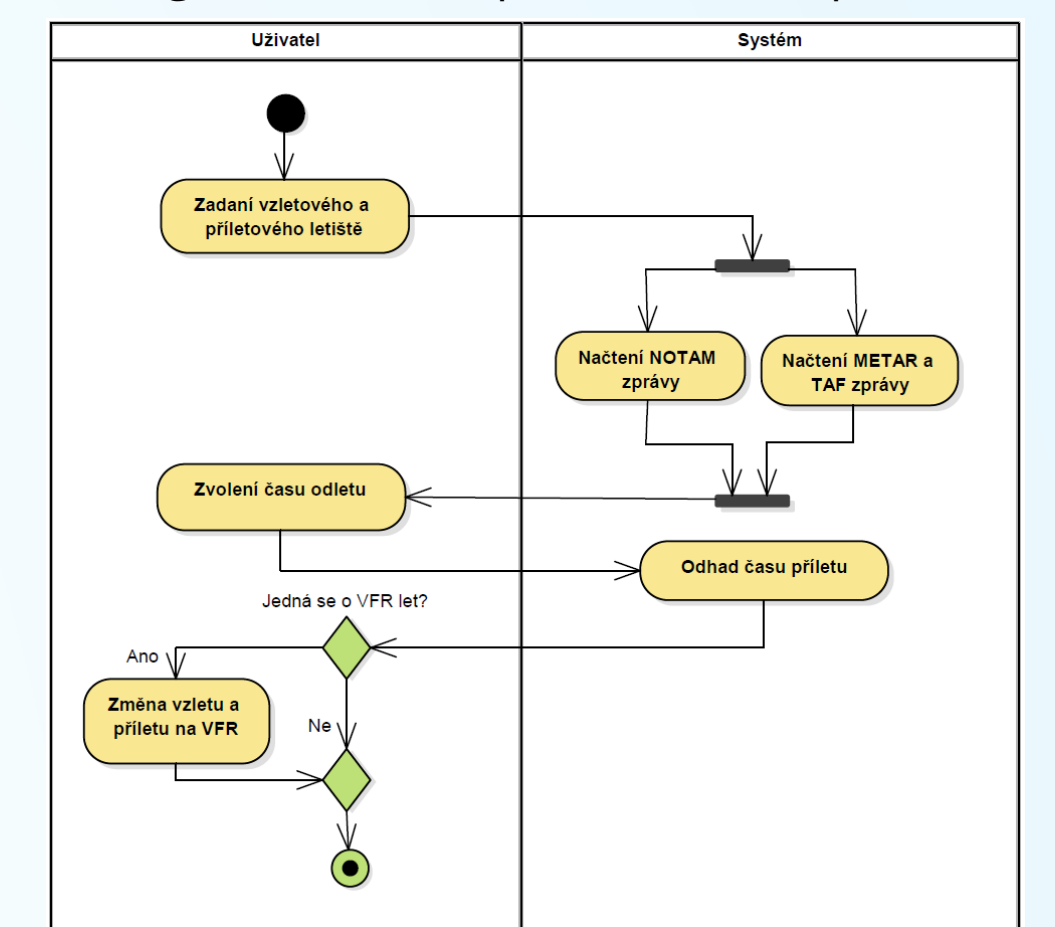 Uživatel
Systém
Zadaní vzletového a
příletového letiště
Načtení NOTAM
zprávy
Načtení METAR a
TAF zprávy
Zvolení času odletu
Odhad času příletu
Jedná se o VFR let?
Ano
Změna vzletu a
příletu na VFR
Ne